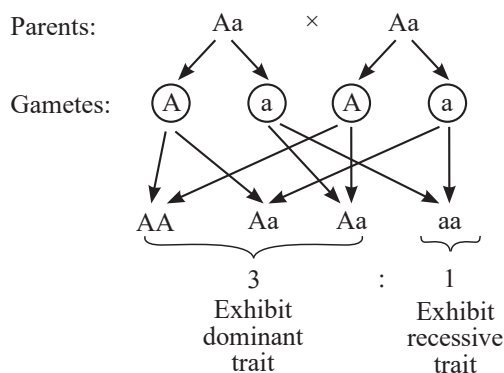 Parents: Aa × Aa
Gametes: A a A a
AA Aa Aa aa
3 : 1
Exhibit dominant trait
Exhibit recessive trait